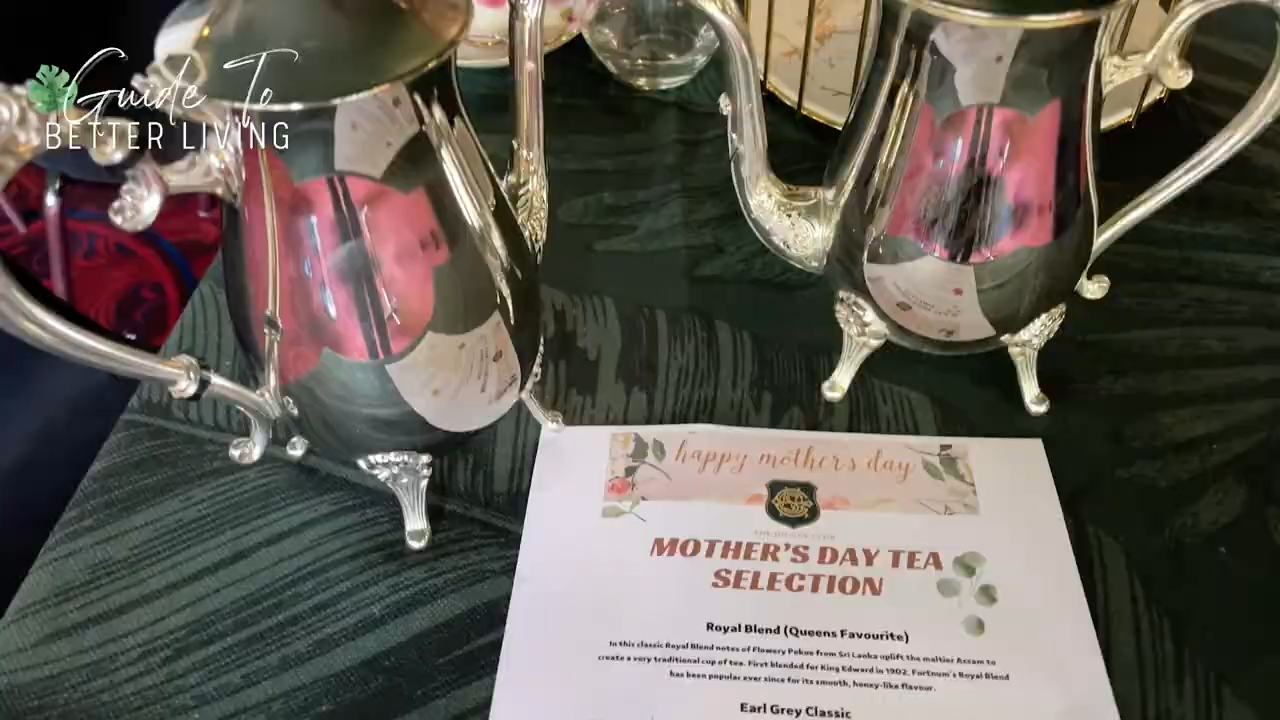 Guide To
BETTER LIVING
happy mother's day
MOTHER'S DAY TEA
SELECTION
Royal Blend (Queens Favourite)
In this classic Royal Blend notes of Flowery Pekoe from Sri Lanka uplift the maltier Assam to
create a very traditional cup of tea. First blended for King Edward in 1902, Fortnum's Royal Blend
has been popular ever since for its smooth, honey-like flavour.
Earl Grey Classic